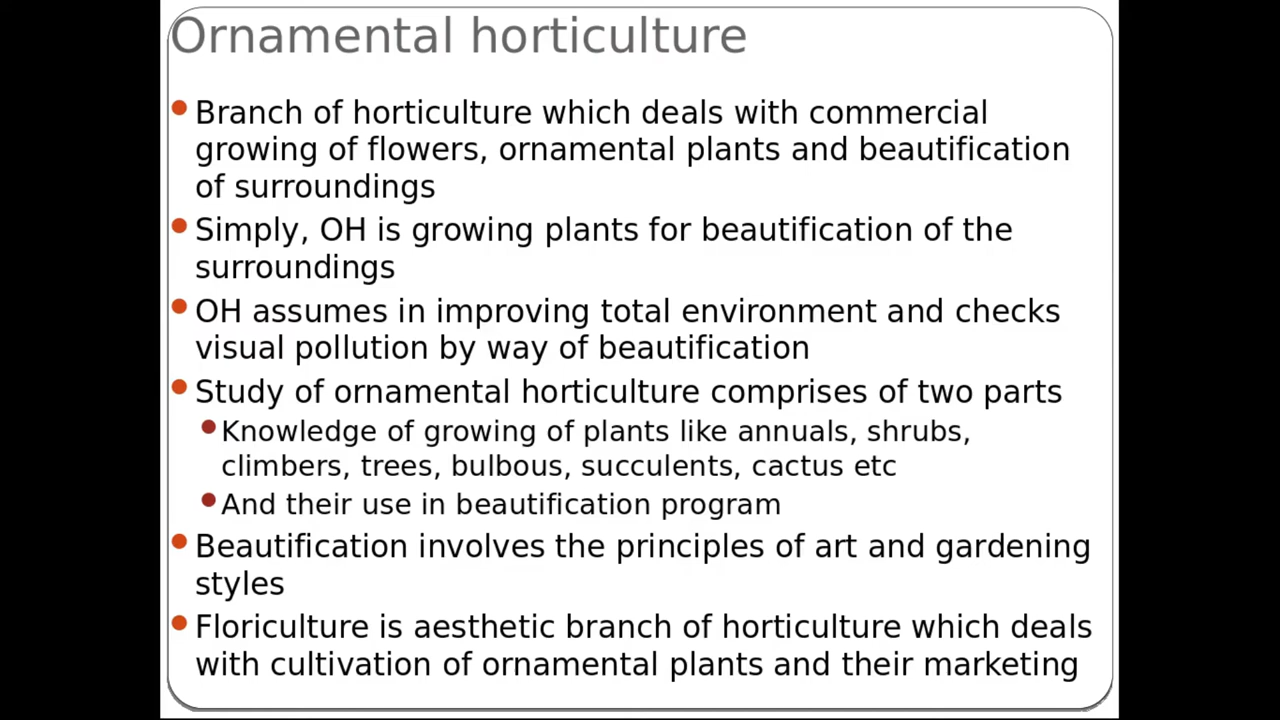 Ornamental horticulture
Branch of horticulture which deals with commercial
growing of flowers, ornamental plants and beautification
of surroundings
Simply, OH is growing plants for beautification of the
surroundings
OH assumes in improving total environment and checks
visual pollution by way of beautification
Study of ornamental horticulture comprises of two parts
Knowledge of growing of plants like annuals, shrubs,
climbers, trees, bulbous, succulents, cactus etc
And their use in beautification program
Beautification involves the principles of art and gardening
styles
Floriculture is aesthetic branch of horticulture which deals
with cultivation of ornamental plants and their marketing